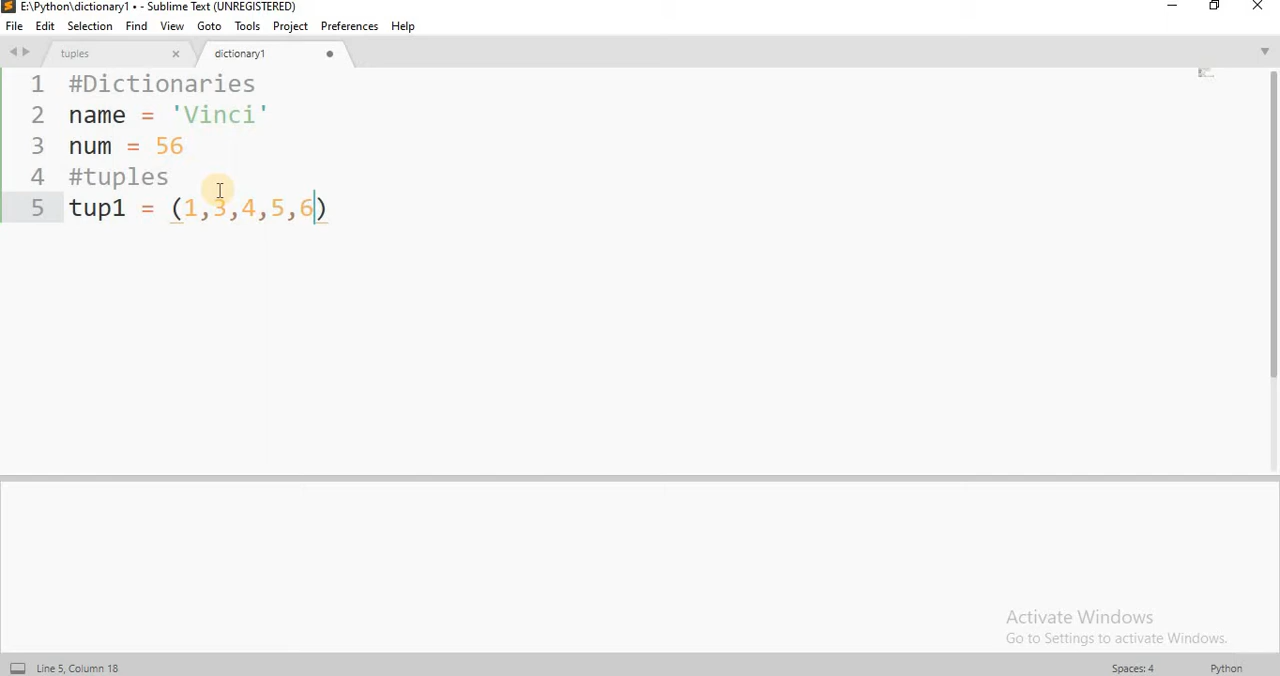 E:\Python\dictionary1 • - Sublime Text (UNREGISTERED)
File Edit Selection Find View Goto Tools Project Preferences Help
tuples dictionary1
1 #Dictionaries
2 name = 'Vinci'
3 num = 56
4 #tuples
5 tup1 = (1,3,4,5,6)
Activate Windows
Go to Settings to activate Windows.
Line 5, Column 18 Spaces: 4 Python